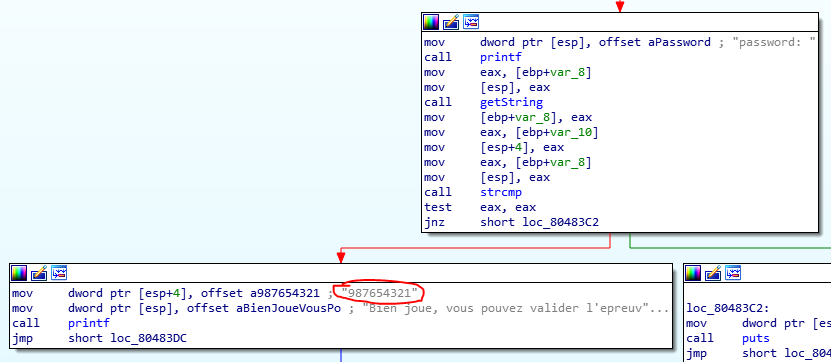 mov dword ptr [esp], offset aPassword ; "password: "
call printf
mov eax, [ebp+var_8]
mov [esp], eax
call getString
mov [ebp+var_8], eax
mov eax, [ebp+var_10]
mov [esp+4], eax
mov eax, [ebp+var_8]
mov [esp], eax
call strcmp
test eax, eax
jnz short loc_80483C2
mov dword ptr [esp+4], offset a987654321 ; "987654321"
mov dword ptr [esp], offset aBienJoueVousPo ; "Bien joue, vous pouvez valider l'epreuv"...
call printf
jmp short loc_80483DC
loc_80483C2:
mov dword ptr [esp
call puts
jmp short loc_8